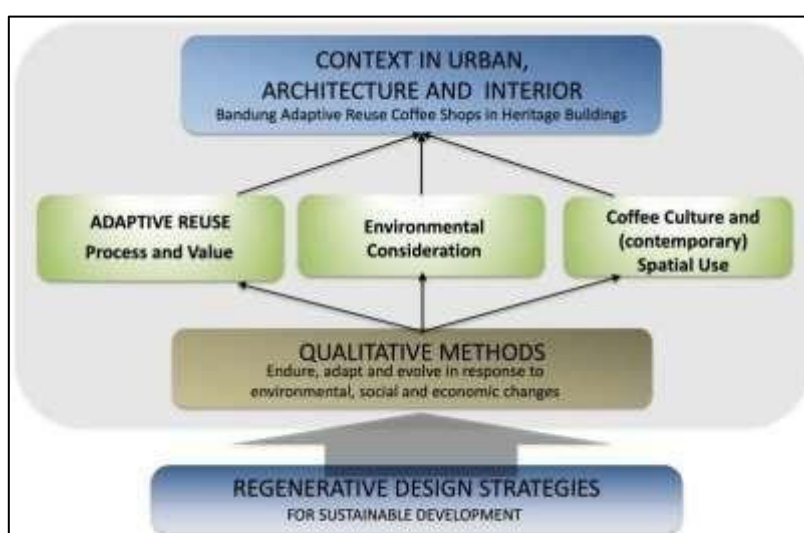 CONTEXT IN URBAN,
ARCHITECTURE AND INTERIOR
Bandung Adaptive Reuse Coffee Shops in Heritage Buildings
ADAPTIVE REUSE
Process and Value
Environmental
Consideration
Coffee Culture and
(contemporary)
Spatial Use
QUALITATIVE METHODS
Endure, adapt and evolve in response to
environmental, social and economic changes
REGENERATIVE DESIGN STRATEGIES
FOR SUSTAINABLE DEVELOPMENT